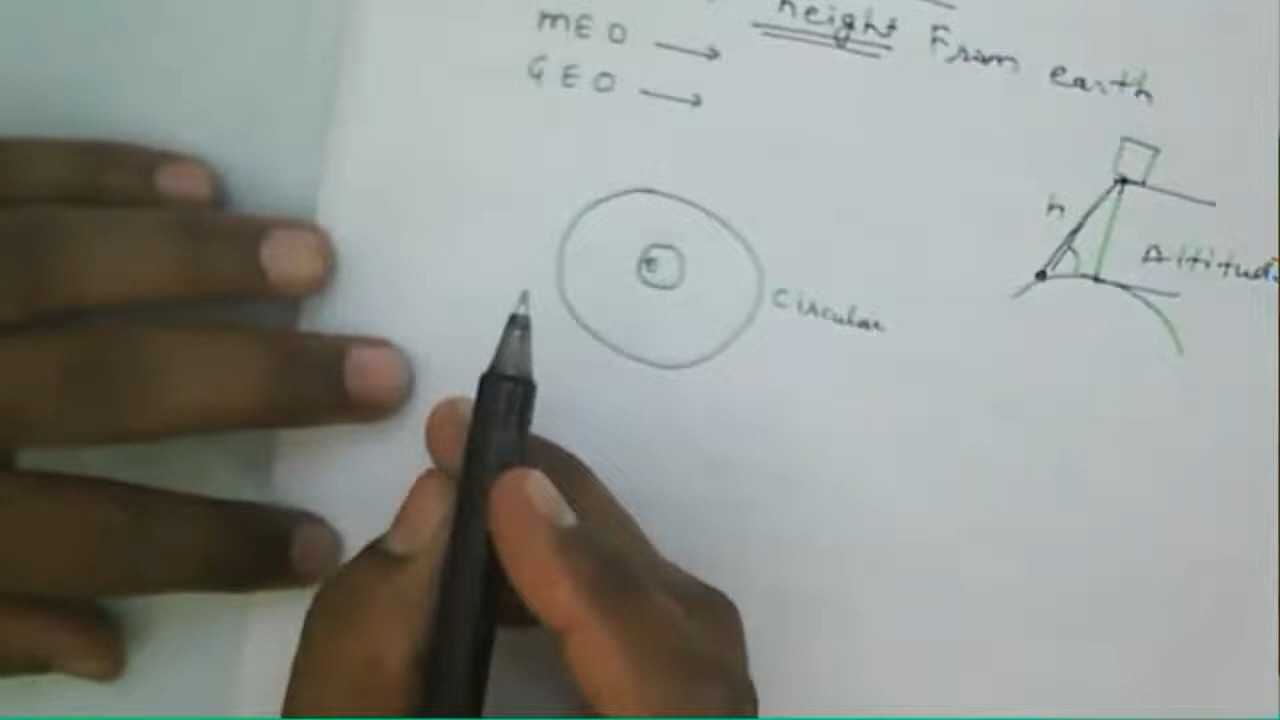 MEO → height From earth
GEO →
h
Altitud
E
Circular